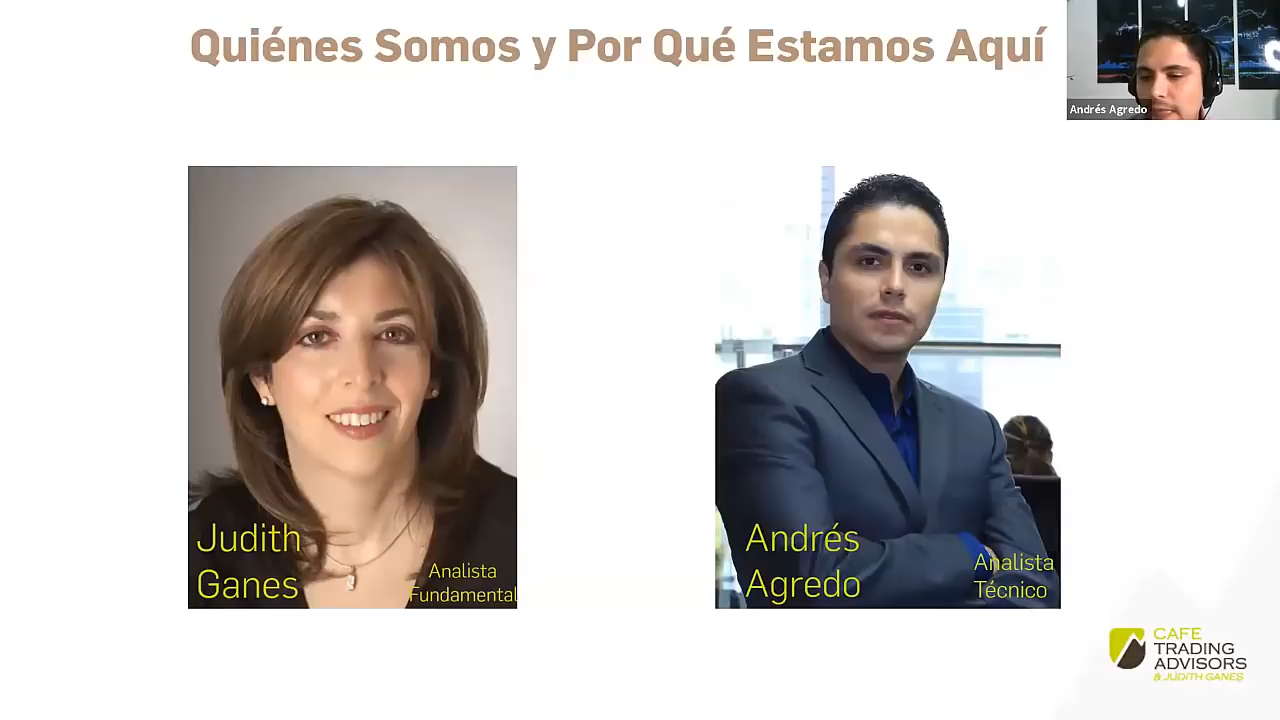 Quiénes Somos y Por Qué Estamos Aquí
Andrés Agredo
Judith
Ganes
Analista
Fundamental
Andrés
Agredo
Analista
Técnico
CAFE
TRADING
ADVISORS
& JUDITH GANES